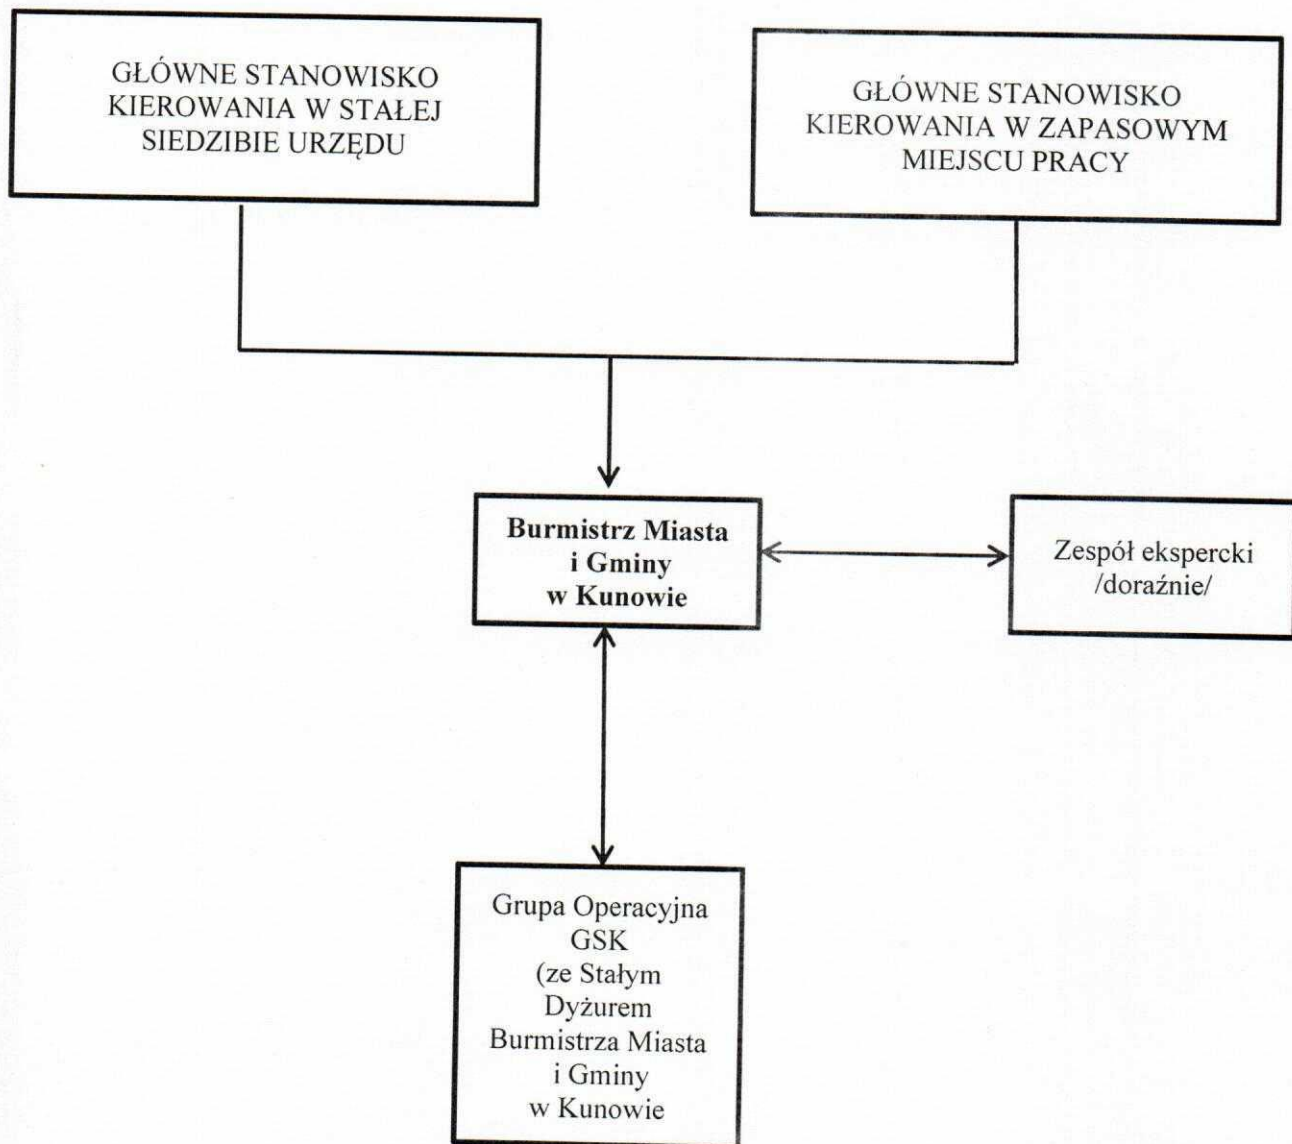 GŁÓWNE STANOWISKO
KIEROWANIA W STAŁEJ
SIEDZIBIE URZĘDU
GŁÓWNE STANOWISKO
KIEROWANIA W ZAPASOWYM
MIEJSCU PRACY
Burmistrz Miasta
i Gminy
w Kunowie
Zespół ekspercki
/doraźnie/
Grupa Operacyjna
GSK
(ze Stałym
Dyżurem
Burmistrza Miasta
i Gminy
w Kunowie